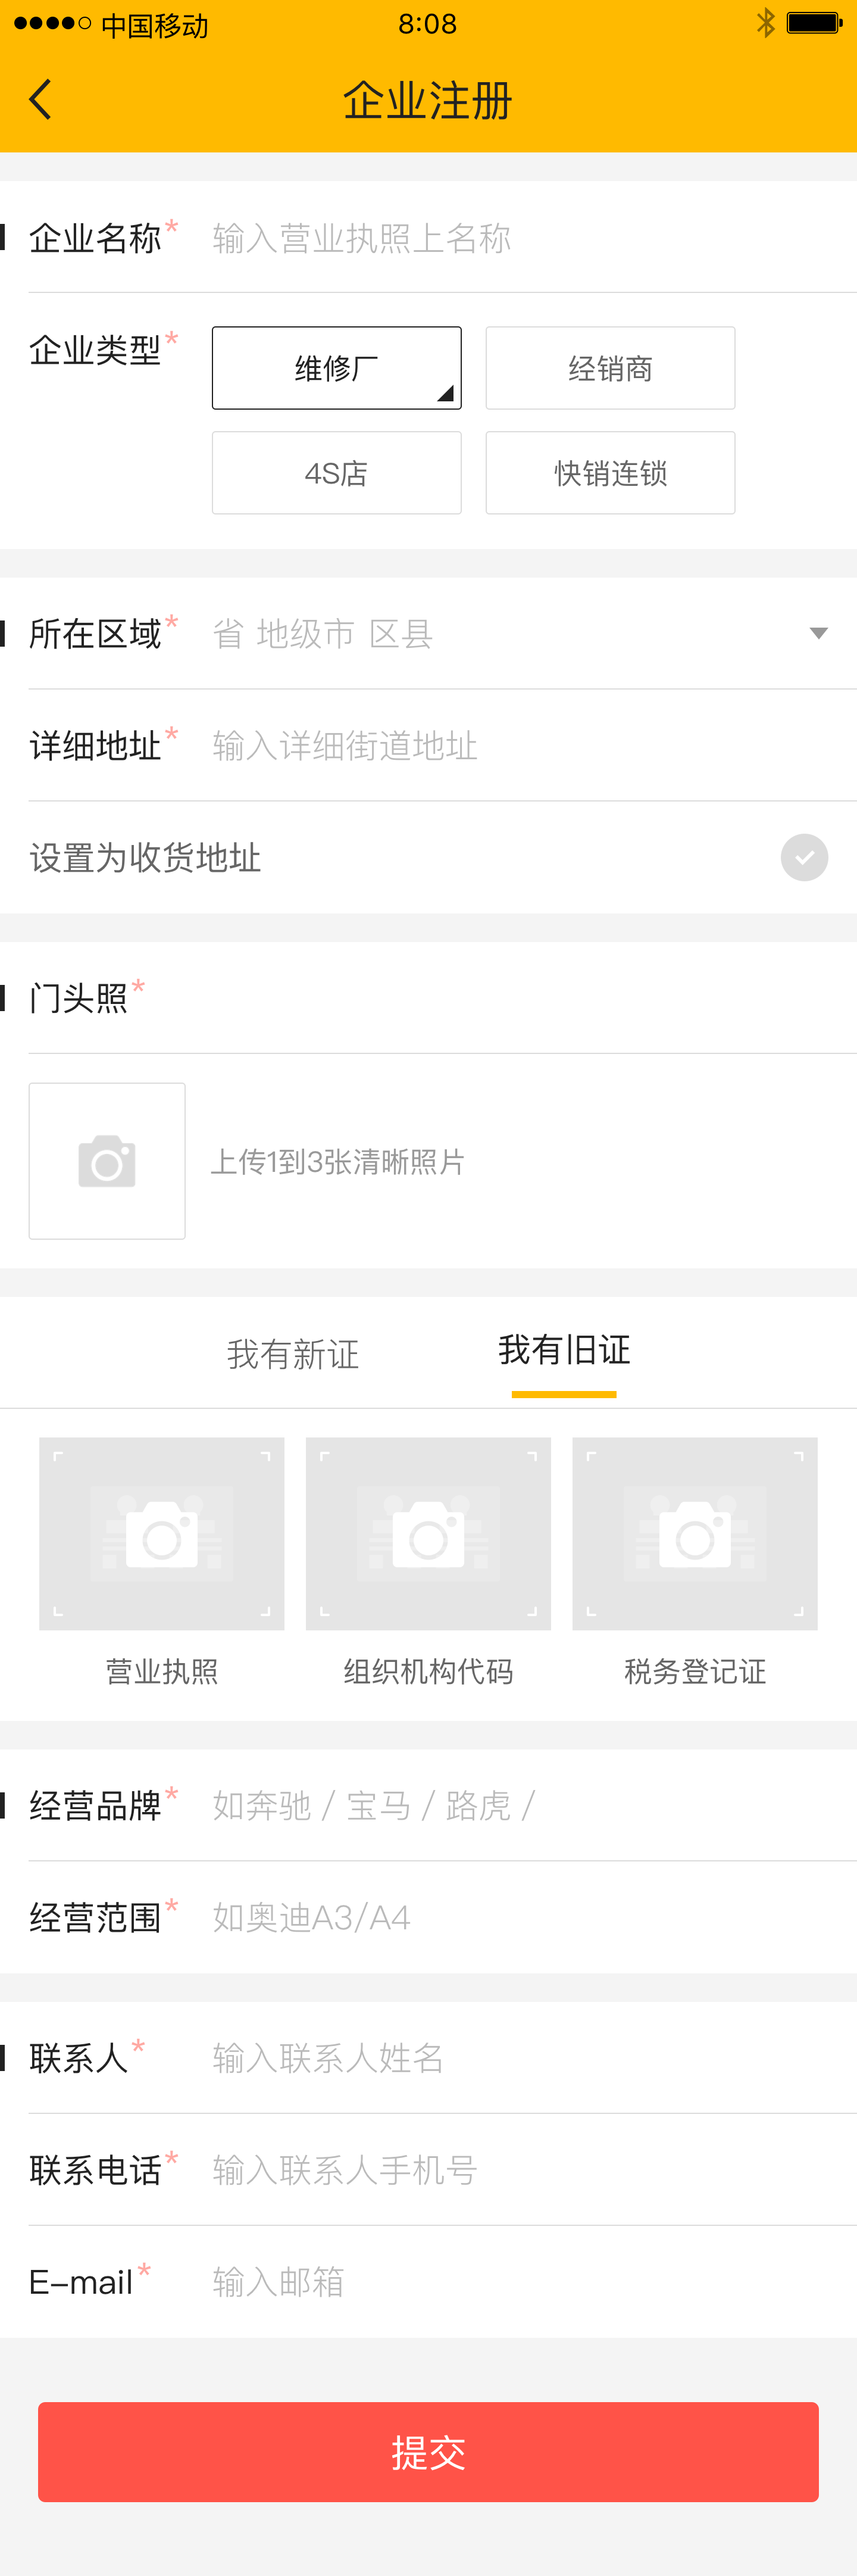 中国移动 8:08
企业注册
企业名称* 输入营业执照上名称
企业类型* 维修厂 经销商
4S店 快销连锁
所在区域* 省 地级市 区县
详细地址* 输入详细街道地址
设置为收货地址
门头照*
上传1到3张清晰照片
我有新证 我有旧证
营业执照 组织机构代码 税务登记证
经营品牌* 如奔驰 / 宝马 / 路虎 /
经营范围* 如奥迪A3/A4
联系人* 输入联系人姓名
联系电话* 输入联系人手机号
E-mail* 输入邮箱
提交